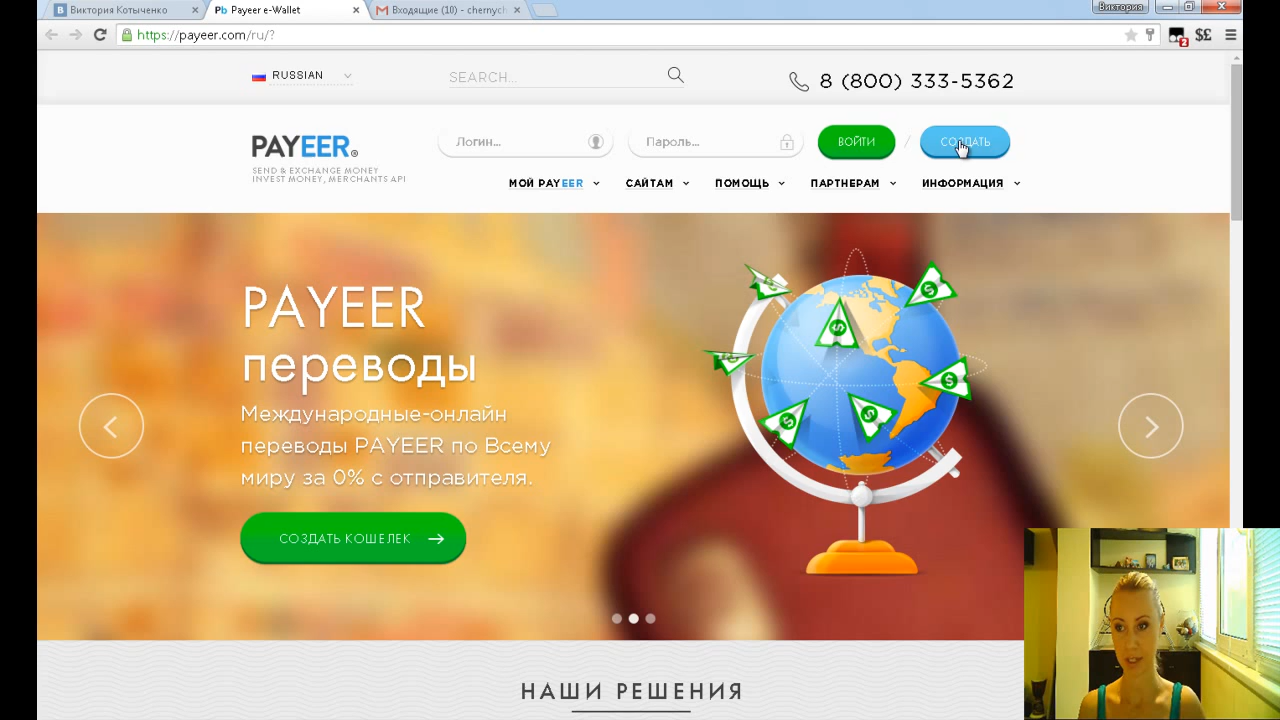 Виктория Котыченко
Payeer e-Wallet
Входящие (10) - chernych
Виктория
https://payeer.com/ru/?
2
$£
RUSSIAN
SEARCH...
8 (800) 333-5362
PAYEER®
SEND & EXCHANGE MONEY
INVEST MONEY, MERCHANTS API
Логин...
Пароль...
ВОЙТИ
/
СОЗДАТЬ
МОЙ PAYEER
САЙТАМ
ПОМОЩЬ
ПАРТНЕРАМ
ИНФОРМАЦИЯ
PAYEER
переводы
Международные-онлайн
переводы PAYEER по Всему
миру за 0% с отправителя.
СОЗДАТЬ КОШЕЛЕК
НАШИ РЕШЕНИЯ